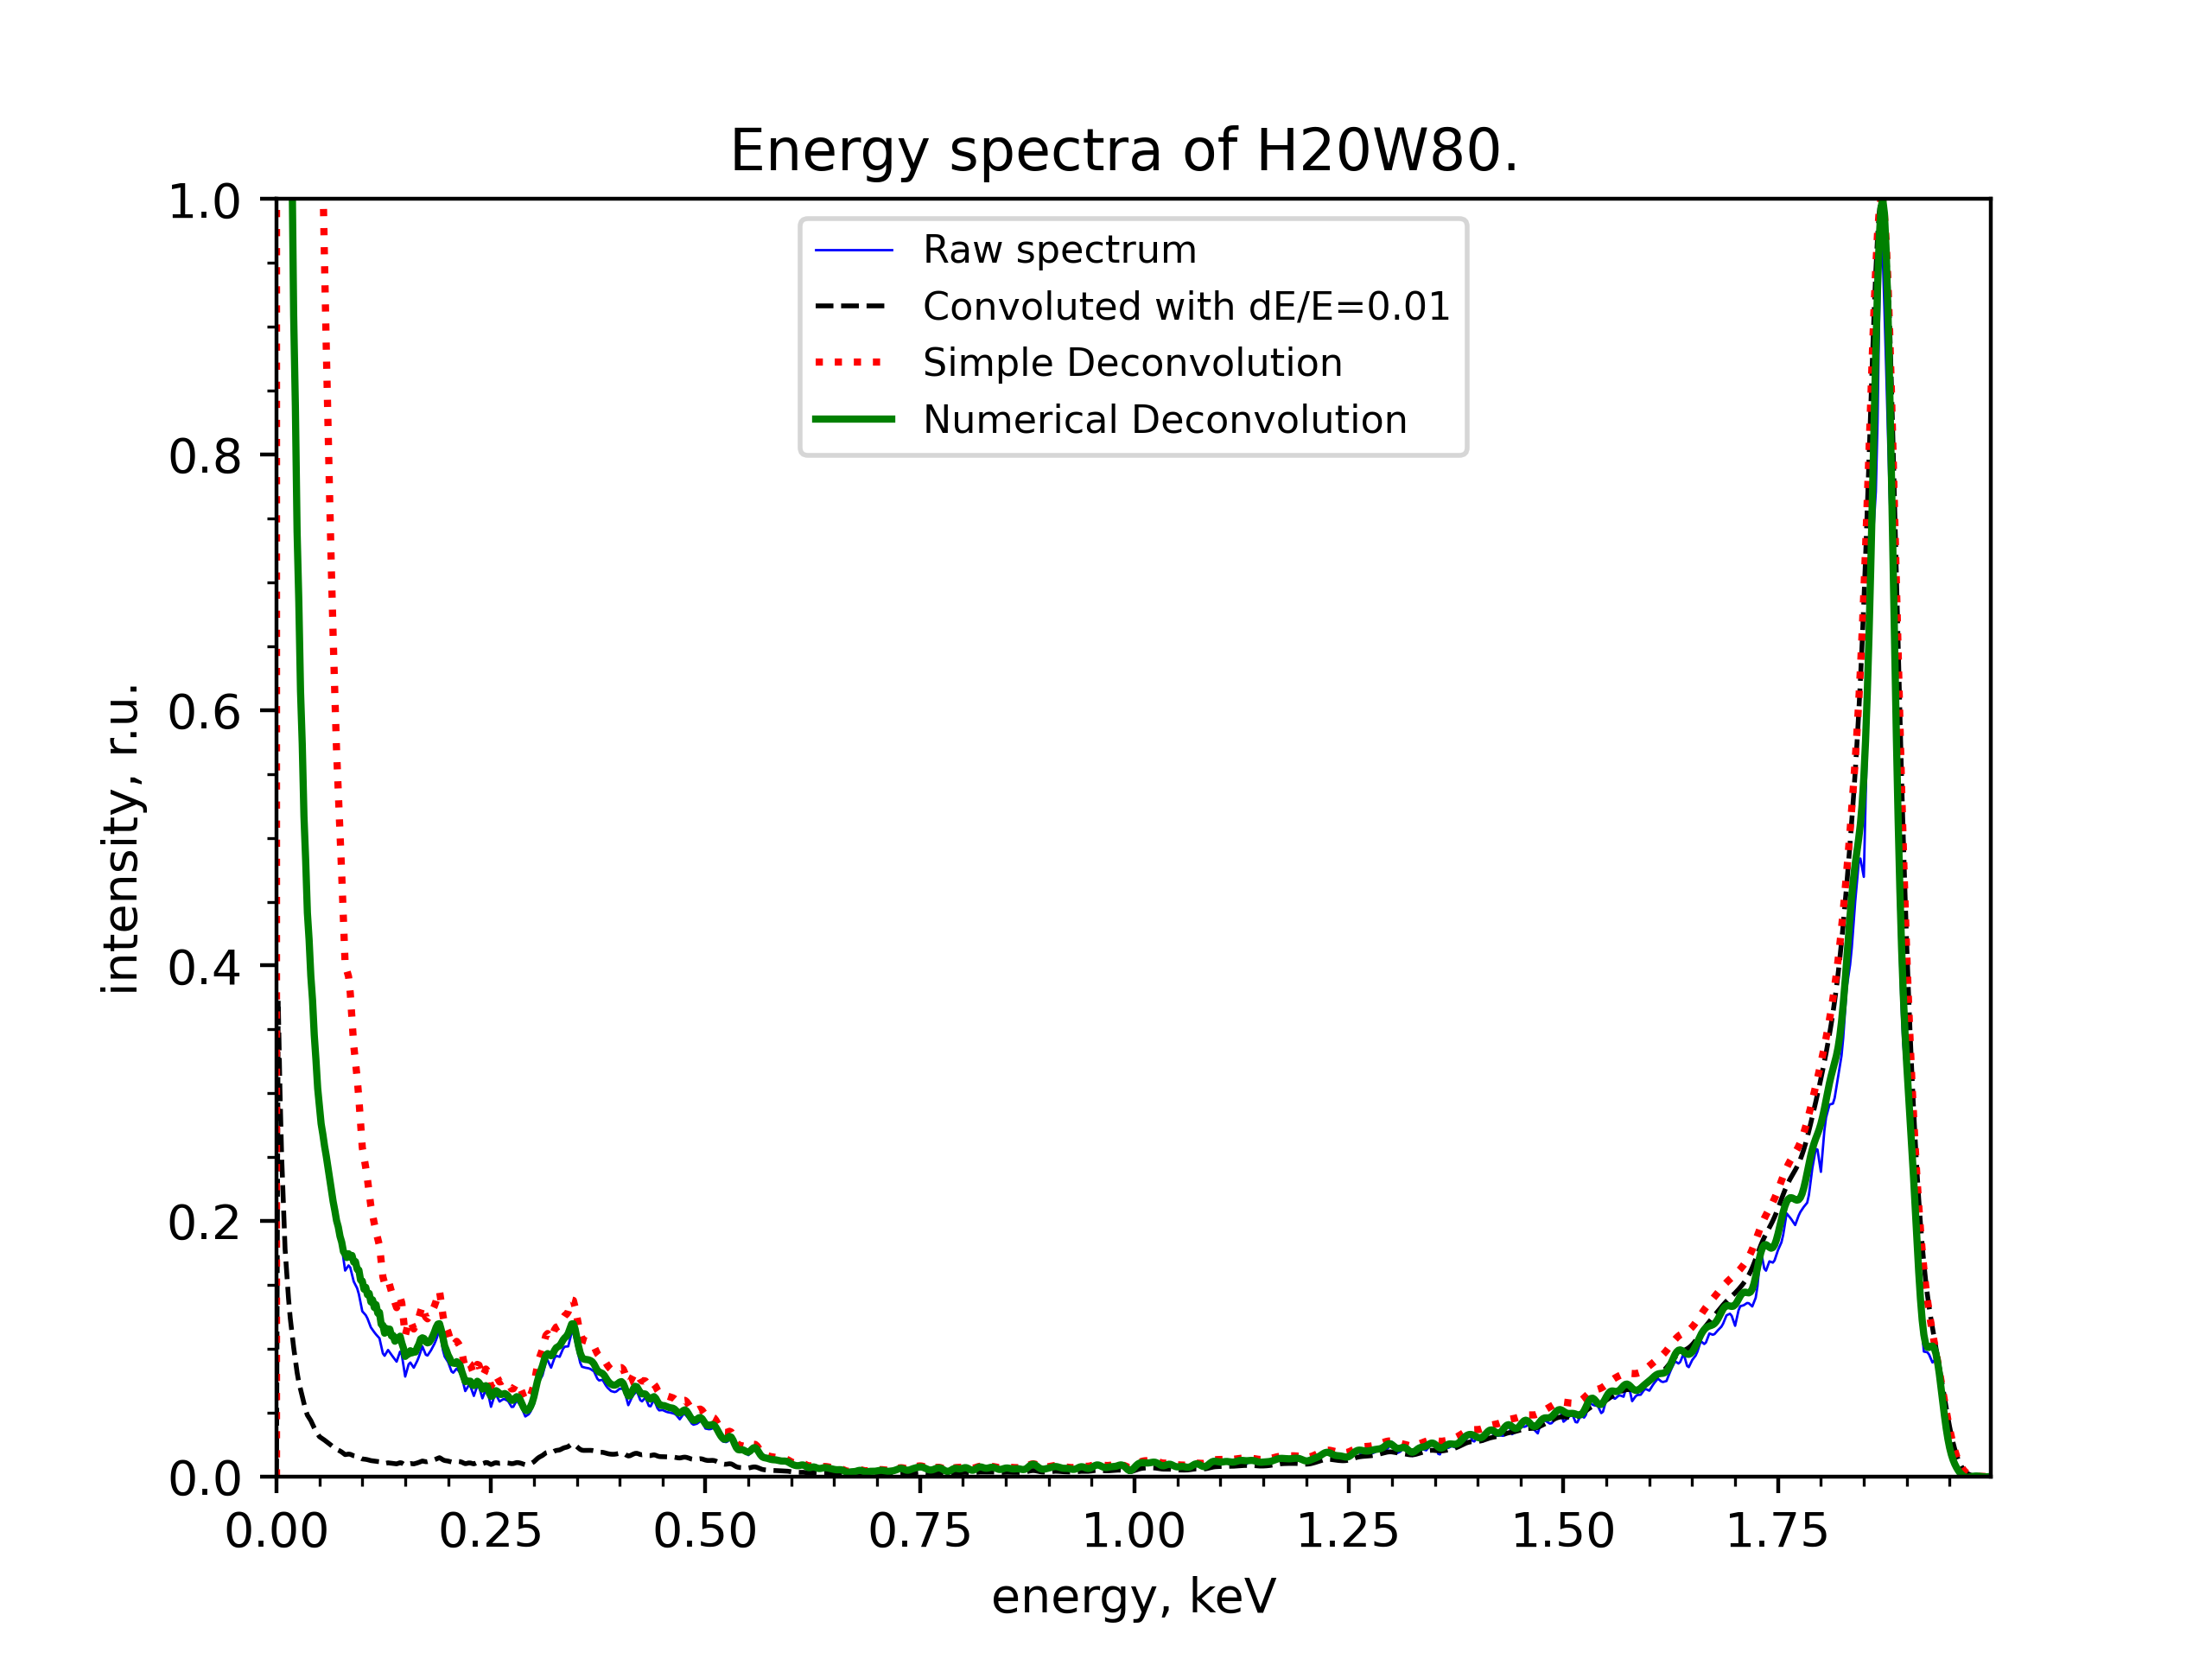 Energy spectra of H20W80.
Raw spectrum
Convoluted with dE/E=0.01
Simple Deconvolution
Numerical Deconvolution
intensity, r.u.
1.0
0.8
0.6
0.4
0.2
0.0
0.00 0.25 0.50 0.75 1.00 1.25 1.50 1.75
energy, keV